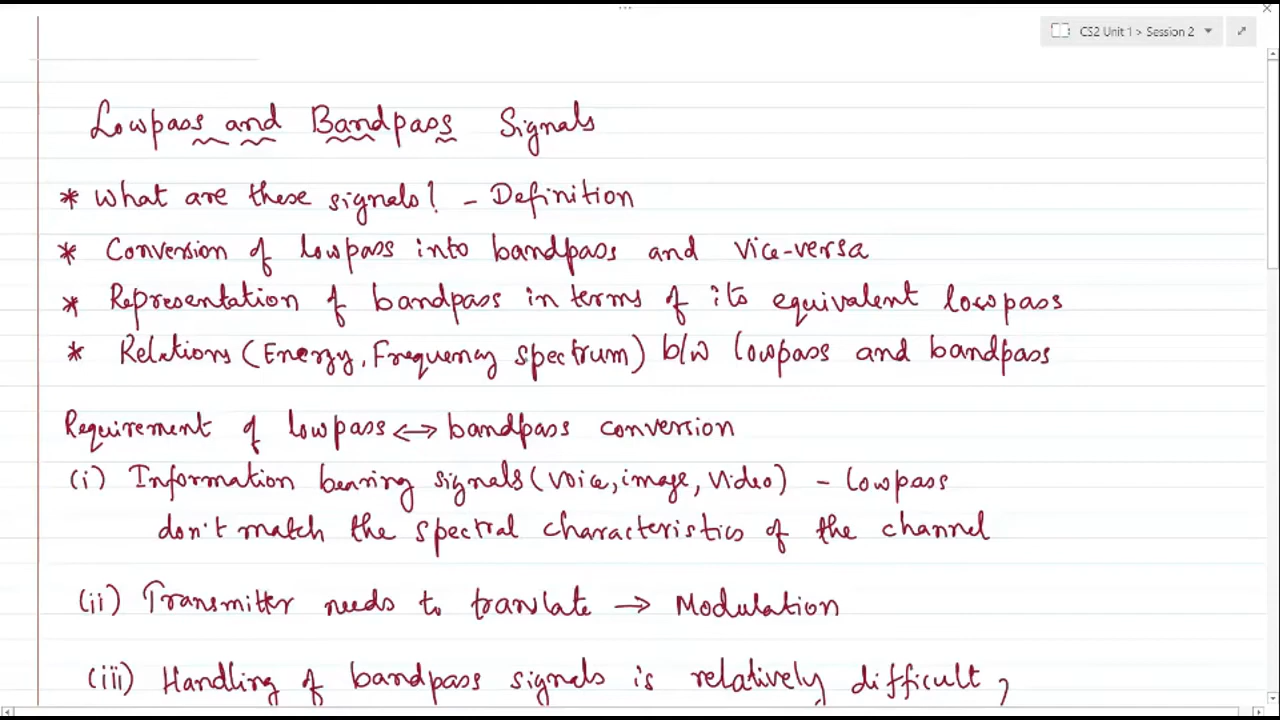 CS2 Unit 1 > Session 2
Lowpass and Bandpass Signals
* What are these signals? - Definition
* Conversion of lowpass into bandpass and vice-versa
* Representation of bandpass in terms of its equivalent lowpass
* Relations (Energy, Frequency spectrum) b/w lowpass and bandpass
Requirement of lowpass ↔ bandpass conversion
(i) Information bearing signals (voice, image, video) - lowpass
don't match the spectral characteristics of the channel
(ii) Transmitter needs to translate → Modulation
(iii) Handling of bandpass signals is relatively difficult,